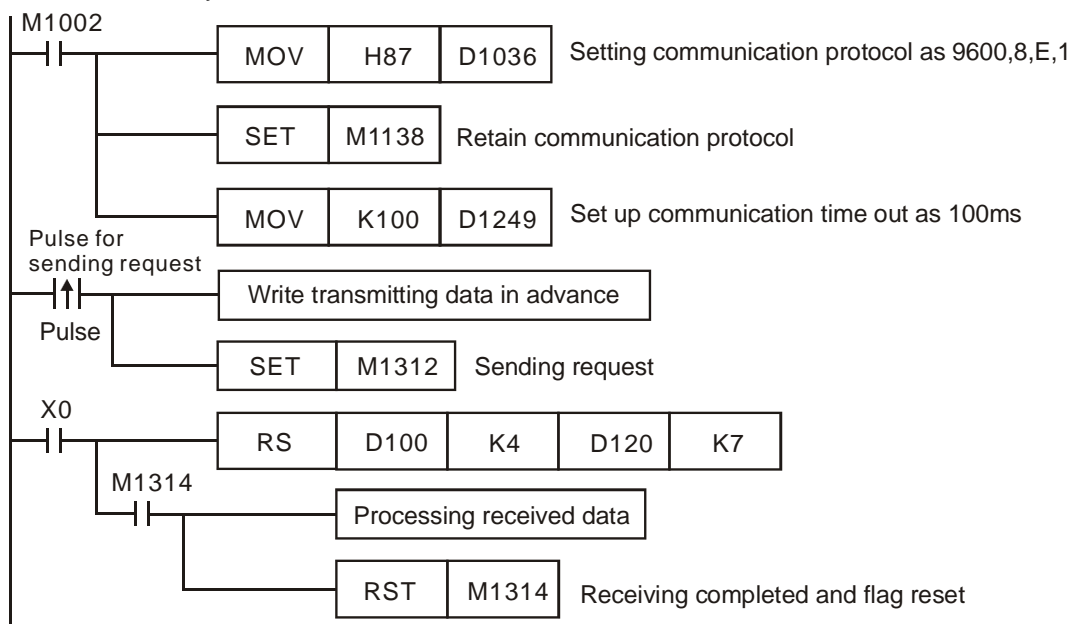 M1002
MOV H87 D1036 Setting communication protocol as 9600,8,E,1
SET M1138 Retain communication protocol
MOV K100 D1249 Set up communication time out as 100ms
Pulse for
sending request
Write transmitting data in advance
Pulse
SET M1312 Sending request
X0
RS D100 K4 D120 K7
M1314
Processing received data
RST M1314 Receiving completed and flag reset